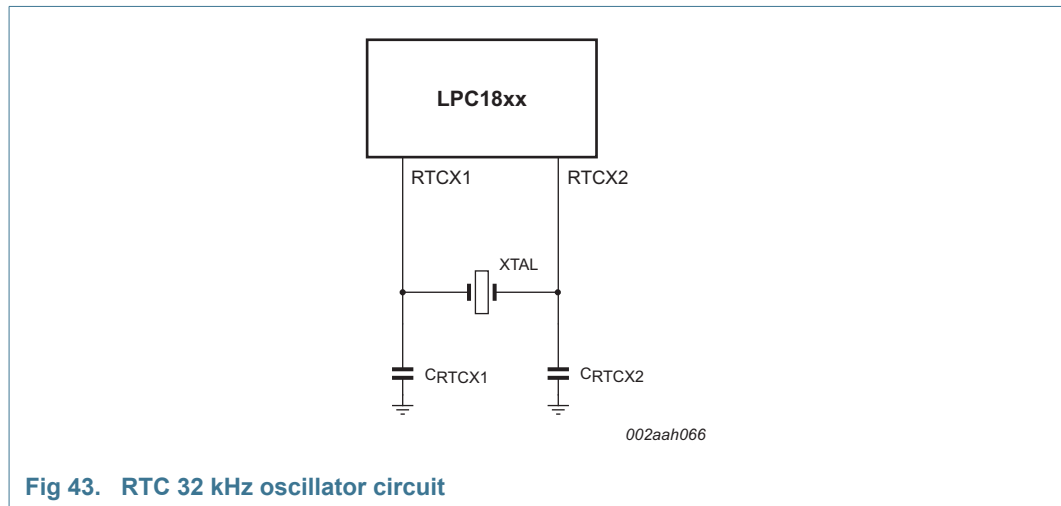 LPC18xx
RTCX1 RTCX2
XTAL
CRTCX1 CRTCX2
002aah066
Fig 43. RTC 32 kHz oscillator circuit